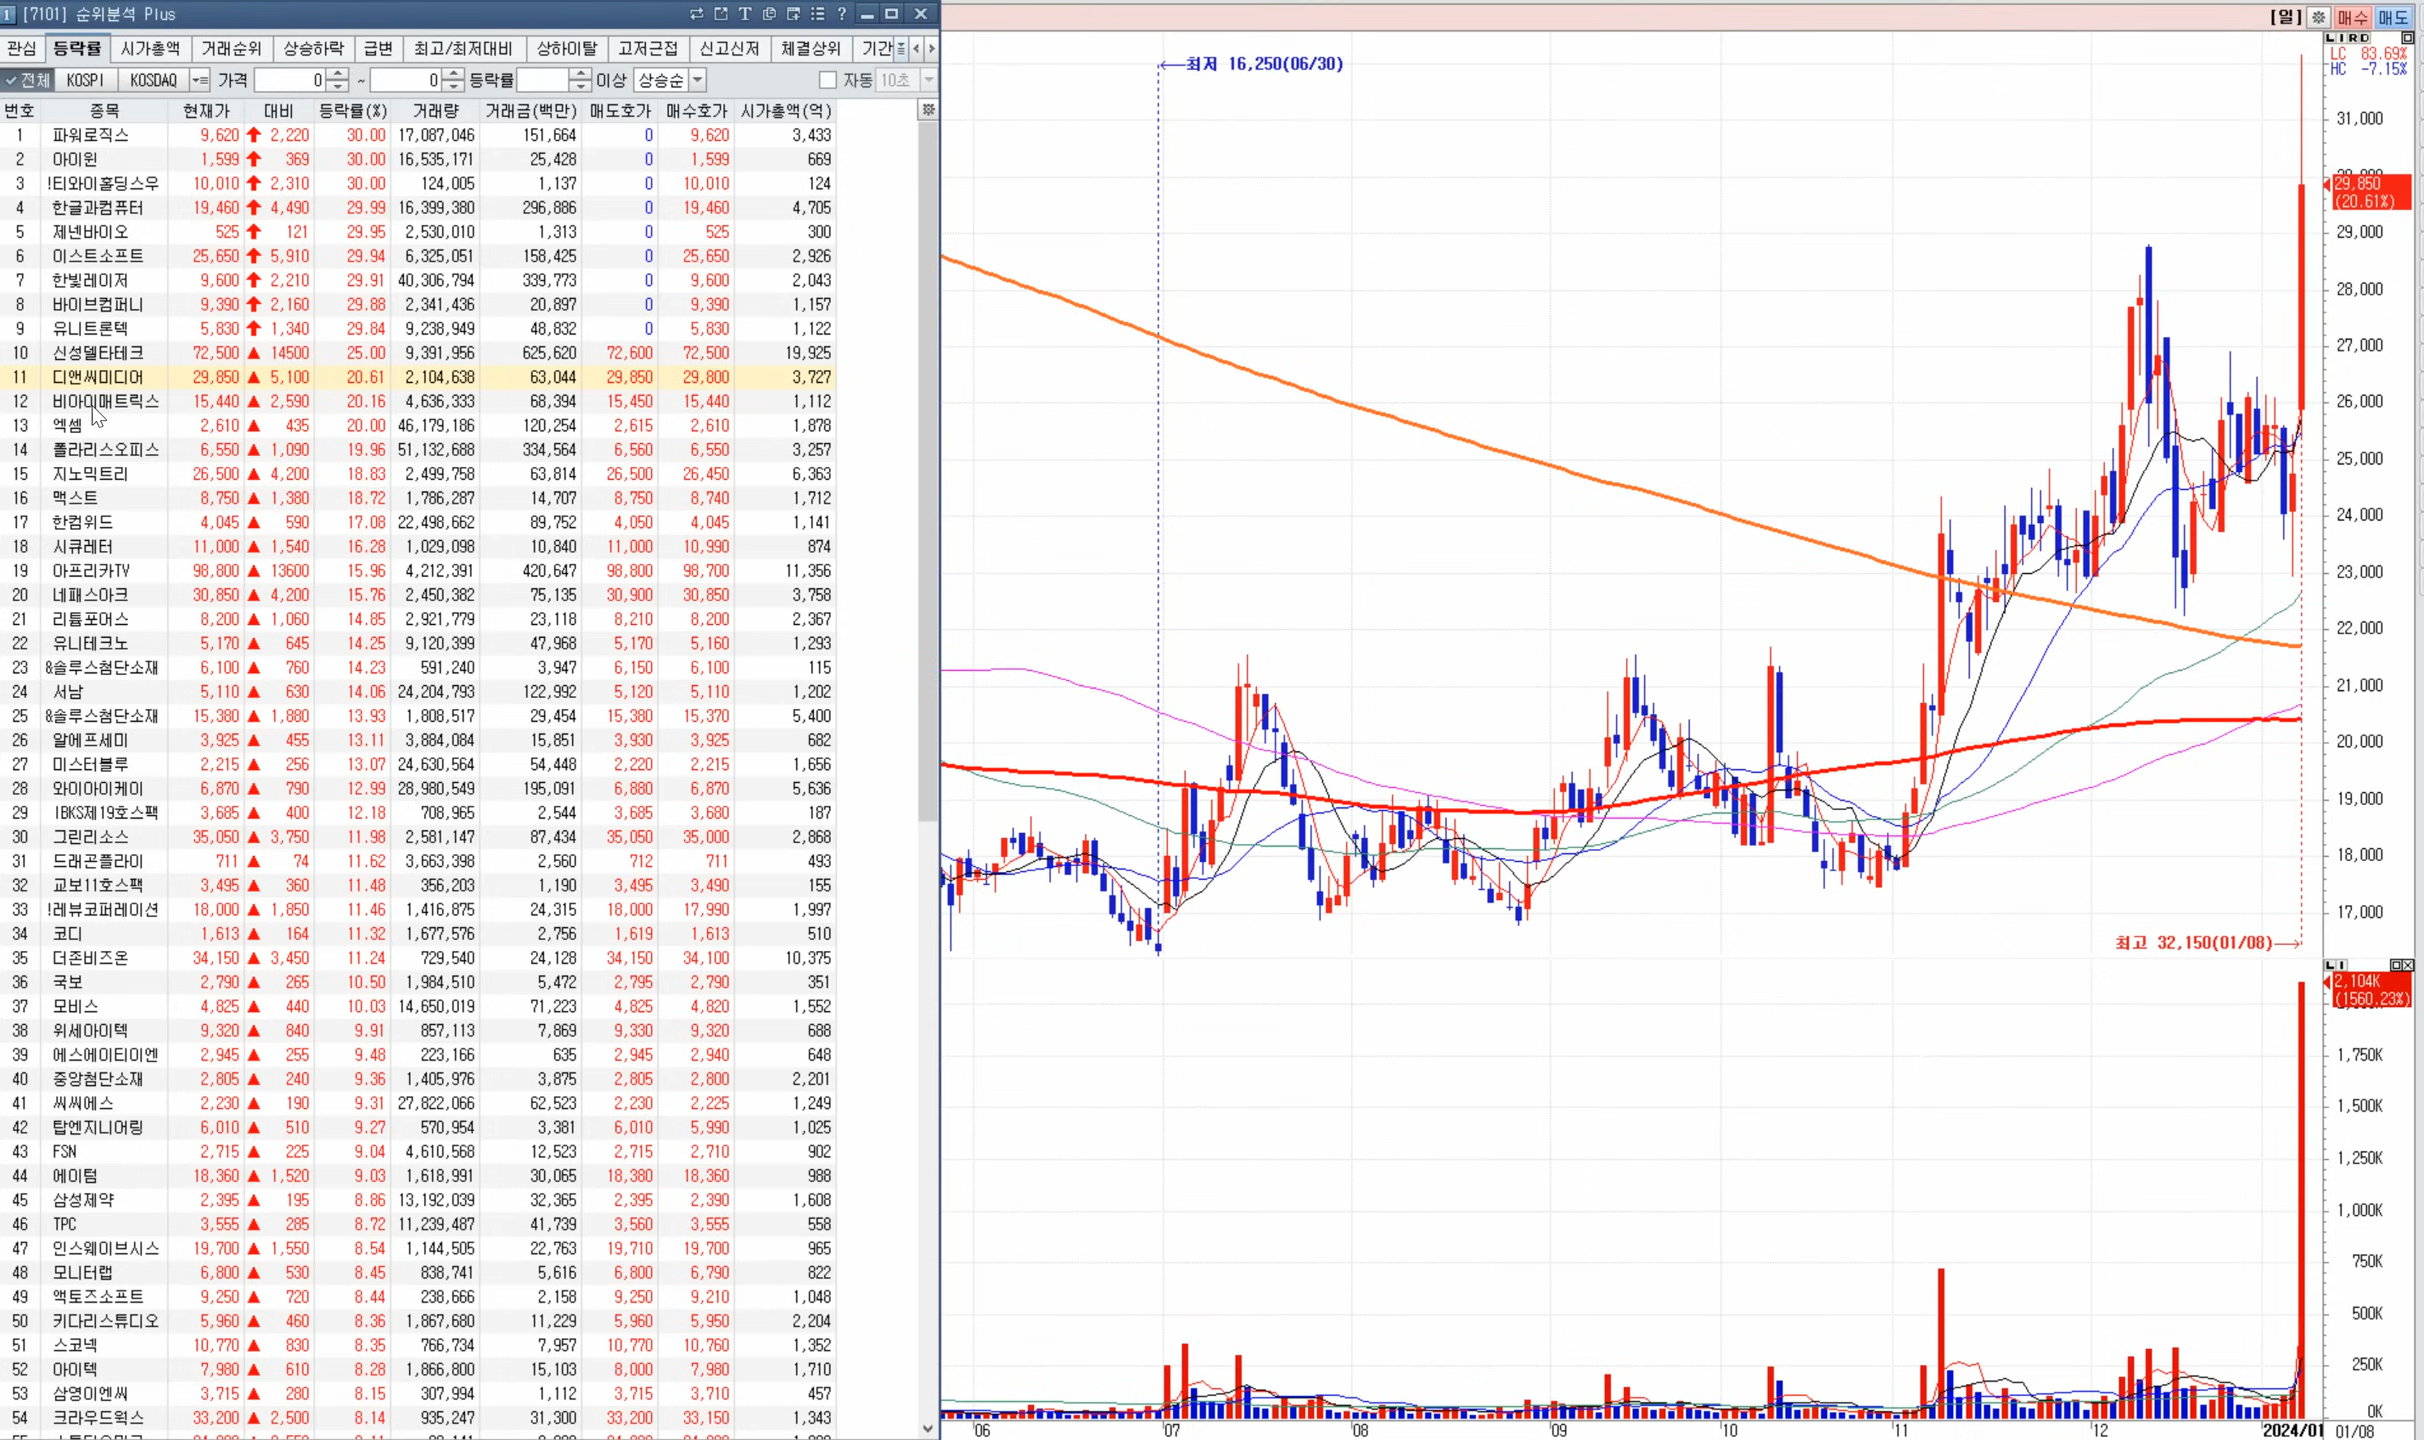 1 [7101] 순위분석 Plus
관심 등락률 시가총액 거래순위 상승하락 급변 최고/최저대비 상하이탈 고저근접 신고신저 체결상위 기간
전체 KOSPI KOSDAQ 가격 0 ~ 0 등락률 이상 상승순 자동 10초
번호 종목 현재가 대비 등락률(%) 거래량 거래금(백만) 매도호가 매수호가 시가총액(억)
1 파워로직스 9,620 2,220 30.00 17,087,046 151,664 0 9,620 3,433
2 아이윈 1,599 369 30.00 16,535,171 25,428 0 1,599 669
3 !티와이홀딩스우 10,010 2,310 30.00 124,005 1,137 0 10,010 124
4 한글과컴퓨터 19,460 4,490 29.99 16,399,380 296,886 0 19,460 4,705
5 제넨바이오 525 121 29.95 2,530,010 1,313 0 525 300
6 이스트소프트 25,650 5,910 29.94 6,325,051 158,425 0 25,650 2,926
7 한빛레이저 9,600 2,210 29.91 40,306,794 339,773 0 9,600 2,043
8 바이브컴퍼니 9,390 2,160 29.88 2,341,436 20,897 0 9,390 1,157
9 유니트론텍 5,830 1,340 29.84 9,238,949 48,832 0 5,830 1,122
10 신성델타테크 72,500 14500 25.00 9,391,956 625,620 72,600 72,500 19,925
11 디앤씨미디어 29,850 5,100 20.61 2,104,638 63,044 29,850 29,800 3,727
12 비아이매트릭스 15,440 2,590 20.16 4,636,333 68,394 15,450 15,440 1,112
13 엑셈 2,610 435 20.00 46,179,186 120,254 2,615 2,610 1,878
14 폴라리스오피스 6,550 1,090 19.96 51,132,688 334,564 6,560 6,550 3,257
15 지노믹트리 26,500 4,200 18.83 2,499,758 63,814 26,500 26,450 6,363
16 맥스트 8,750 1,380 18.72 1,786,287 14,707 8,750 8,740 1,712
17 한컴위드 4,045 590 17.08 22,498,662 89,752 4,050 4,045 1,141
18 시큐레터 11,000 1,540 16.28 1,029,098 10,840 11,000 10,990 874
19 아프리카TV 98,800 13600 15.96 4,212,391 420,647 98,800 98,700 11,356
20 네패스아크 30,850 4,200 15.76 2,450,382 75,135 30,900 30,850 3,758
21 리튬포어스 8,200 1,060 14.85 2,921,779 23,118 8,210 8,200 2,367
22 유니테크노 5,170 645 14.25 9,120,399 47,968 5,170 5,160 1,293
23 &솔루스첨단소재 6,100 760 14.23 591,240 3,947 6,150 6,100 115
24 서남 5,110 630 14.06 24,204,793 122,992 5,120 5,110 1,202
25 &솔루스첨단소재 15,380 1,880 13.93 1,808,517 29,454 15,380 15,370 5,400
26 알에프세미 3,925 455 13.11 3,884,084 15,851 3,930 3,925 682
27 미스터블루 2,215 256 13.07 24,630,564 54,448 2,220 2,215 1,656
28 와이아이케이 6,870 790 12.99 28,980,549 195,091 6,880 6,870 5,636
29 IBKS제19호스팩 3,685 400 12.18 708,965 2,544 3,685 3,680 187
30 그린리소스 35,050 3,750 11.98 2,581,147 87,434 35,050 35,000 2,868
31 드래곤플라이 711 74 11.62 3,663,398 2,560 712 711 493
32 교보11호스팩 3,495 360 11.48 356,203 1,190 3,495 3,490 155
33 !레뷰코퍼레이션 18,000 1,850 11.46 1,416,875 24,315 18,000 17,990 1,997
34 코디 1,613 164 11.32 1,677,576 2,756 1,619 1,613 510
35 더존비즈온 34,150 3,450 11.24 729,540 24,128 34,150 34,100 10,375
36 국보 2,790 265 10.50 1,984,510 5,472 2,795 2,790 351
37 모비스 4,825 440 10.03 14,650,019 71,223 4,825 4,820 1,552
38 위세아이텍 9,320 840 9.91 857,113 7,869 9,330 9,320 688
39 에스에이티이엔 2,945 255 9.48 223,166 635 2,945 2,940 648
40 중앙첨단소재 2,805 240 9.36 1,405,976 3,875 2,805 2,800 2,201
41 씨씨에스 2,230 190 9.31 27,822,066 62,523 2,230 2,225 1,249
42 탑엔지니어링 6,010 510 9.27 570,954 3,381 6,010 5,990 1,025
43 FSN 2,715 225 9.04 4,610,568 12,523 2,715 2,710 902
44 에이텀 18,360 1,520 9.03 1,618,991 30,065 18,380 18,360 988
45 삼성제약 2,395 195 8.86 13,192,039 32,365 2,395 2,390 1,608
46 TPC 3,555 285 8.72 11,239,487 41,739 3,560 3,555 558
47 인스웨이브시스 19,700 1,550 8.54 1,144,505 22,763 19,710 19,700 965
48 모니터랩 6,800 530 8.45 838,741 5,616 6,800 6,790 822
49 액토즈소프트 9,250 720 8.44 238,666 2,158 9,250 9,210 1,048
50 키다리스튜디오 5,960 460 8.36 1,867,680 11,229 5,960 5,950 2,204
51 스코넥 10,770 830 8.35 766,734 7,957 10,770 10,760 1,352
52 아이텍 7,980 610 8.28 1,866,800 15,103 8,000 7,980 1,710
53 삼영이엔씨 3,715 280 8.15 307,994 1,112 3,715 3,710 457
54 크라우드웍스 33,200 2,500 8.14 935,247 31,300 33,200 33,150 1,343
[일] 매수 매도
L I R D
LC 83.69%
HC -7.15%
최저 16,250(06/30)
31,000
29,850
(20.61%)
29,000
28,000
27,000
26,000
25,000
24,000
23,000
22,000
21,000
20,000
19,000
18,000
17,000
최고 32,150(01/08)
L I
2,104K
(1560.23%)
1,750K
1,500K
1,250K
1,000K
750K
500K
250K
0K
'06 '07 '08 '09 '10 '11 '12 2024/01 01/08